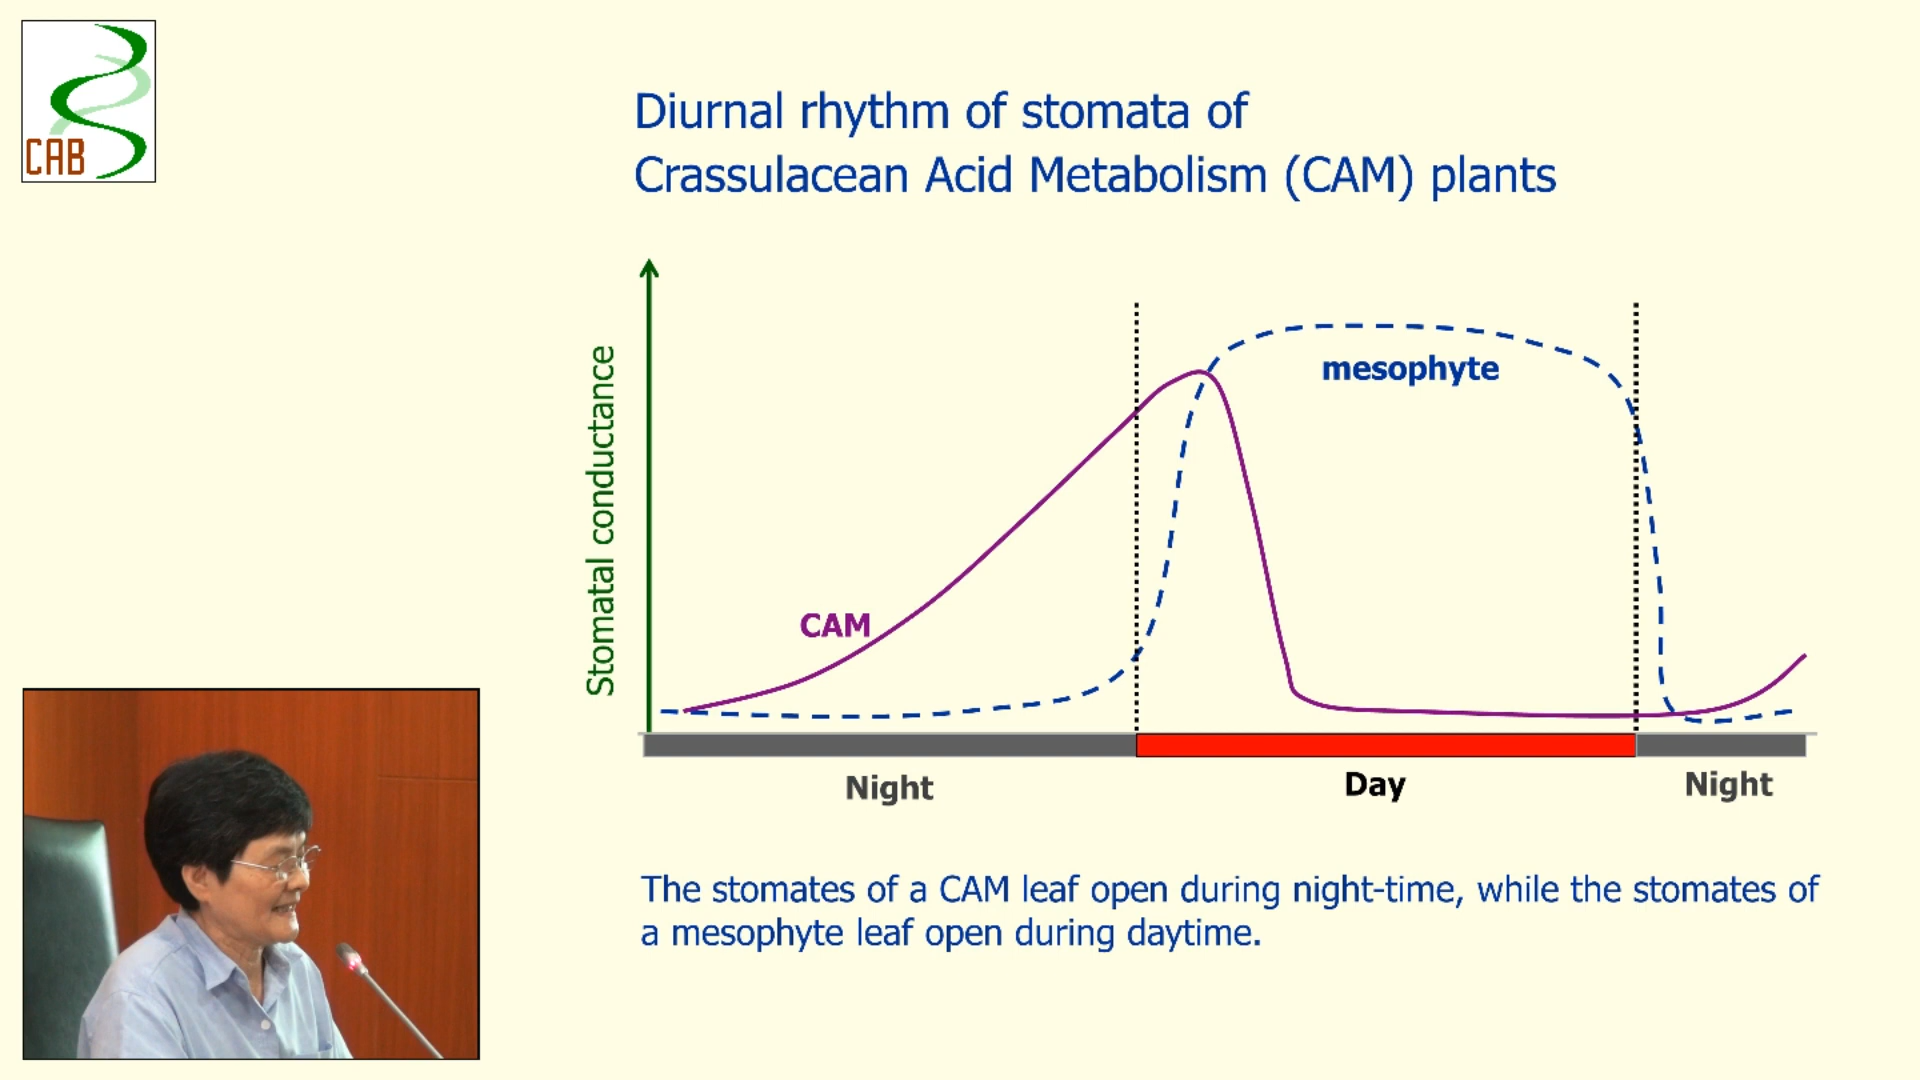 CAB
Diurnal rhythm of stomata of
Crassulacean Acid Metabolism (CAM) plants
Stomatal conductance
mesophyte
CAM
Night
Day
Night
The stomates of a CAM leaf open during night-time, while the stomates of
a mesophyte leaf open during daytime.